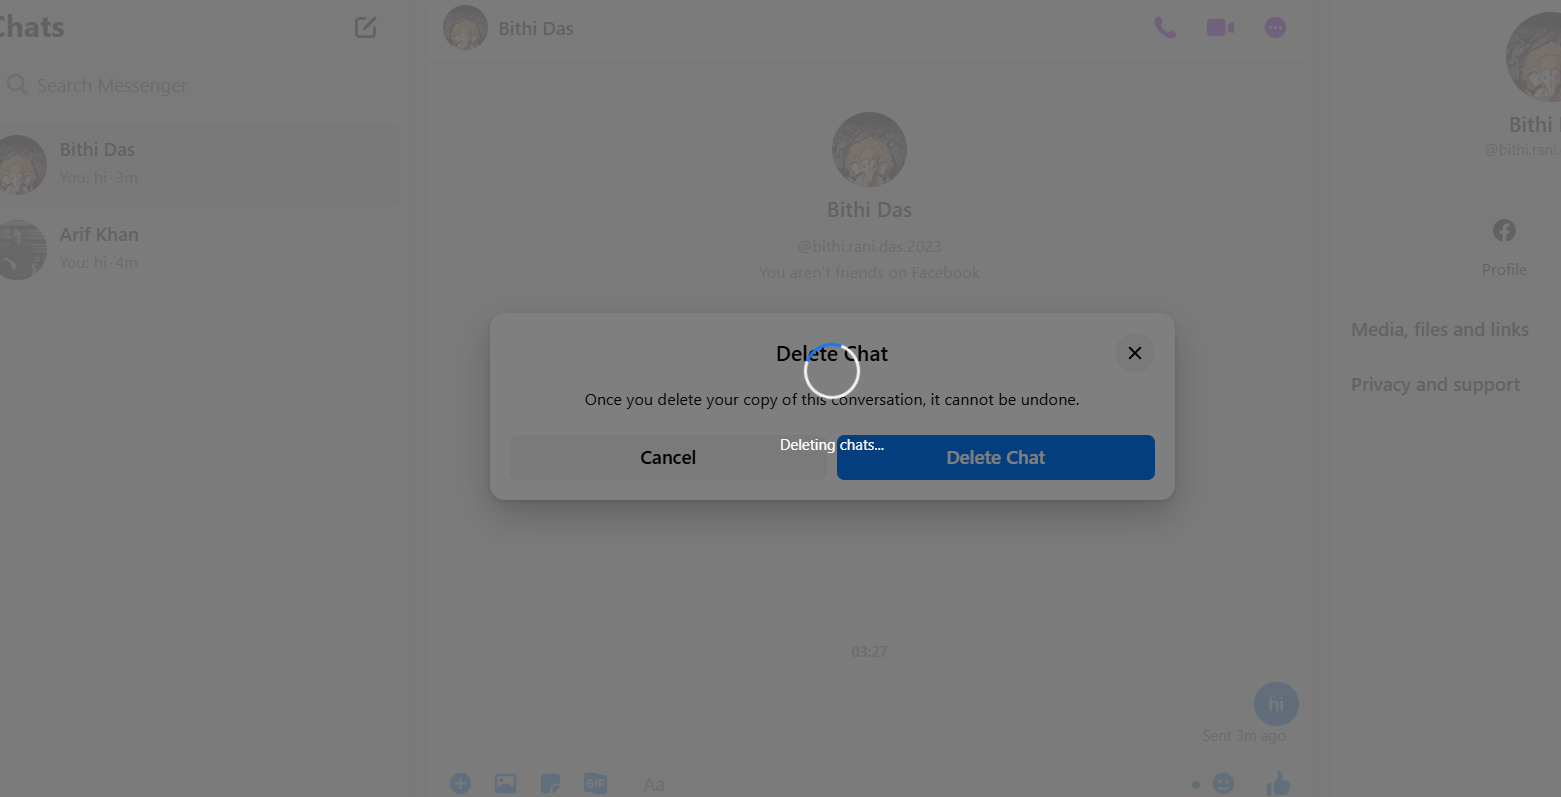 Chats
Search Messenger
Bithi Das
You: hi · 3m
Arif Khan
You: hi · 4m
Bithi Das
Bithi Das
@bithi.rani.das.2023
You aren't friends on Facebook
Delete Chat
Once you delete your copy of this conversation, it cannot be undone.
Deleting chats...
Cancel
Delete Chat
03:27
hi
Sent 3m ago
GIF
Aa
Bithi
@bithi.rani.
Profile
Media, files and links
Privacy and support